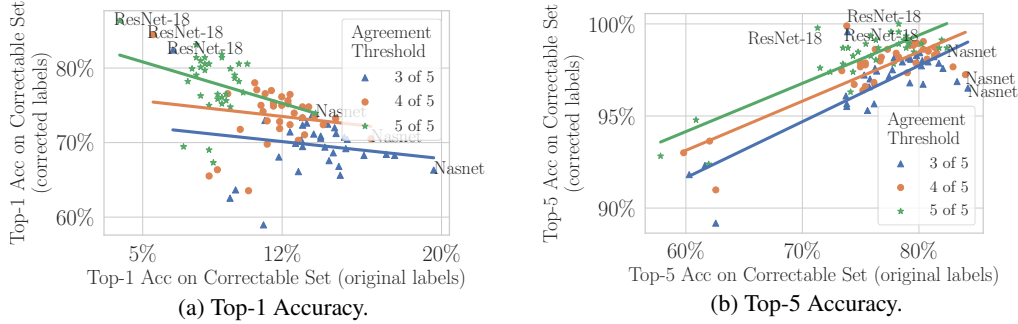 Top-1 Acc on Correctable Set
(corrected labels)
80%
70%
60%
5%
12%
20%
ResNet-18
ResNet-18
ResNet-18
Nasnet
Nasnet
Nasnet
Agreement
Threshold
3 of 5
4 of 5
5 of 5
Top-1 Acc on Correctable Set (original labels)
(a) Top-1 Accuracy.
Top-5 Acc on Correctable Set
(corrected labels)
100%
95%
90%
60%
70%
80%
ResNet-18
ResNet-18
ResNet-18
Nasnet
Nasnet
Nasnet
Agreement
Threshold
3 of 5
4 of 5
5 of 5
Top-5 Acc on Correctable Set (original labels)
(b) Top-5 Accuracy.